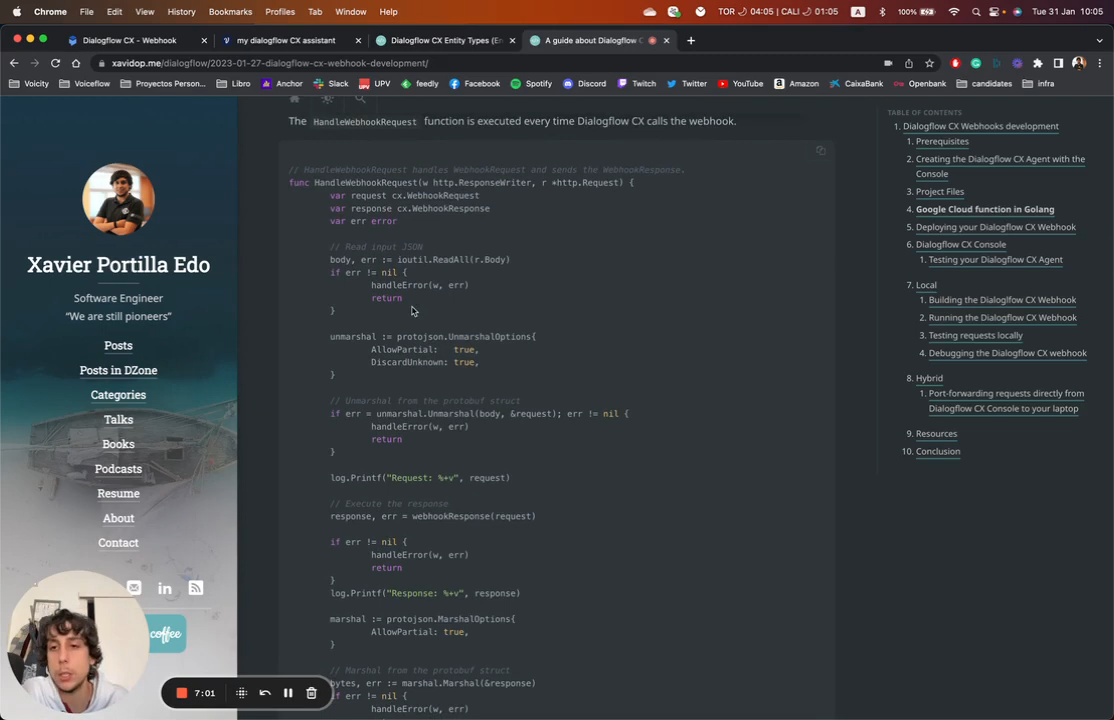 Chrome File Edit View History Bookmarks Profiles Tab Window Help
TOR 04:05 | CALI 01:05 A 100% Tue 31 Jan 10:05
Dialogflow CX - Webhook
my dialogflow CX assistant
Dialogflow CX Entity Types (En
A guide about Dialogflow C
xavidop.me/dialogflow/2023-01-27-dialogflow-cx-webhook-development/
Voicity Voiceflow Proyectos Person... Libro Anchor Slack UPV feedly Facebook Spotify Discord Twitch Twitter YouTube Amazon CaixaBank Openbank candidates infra
Xavier Portilla Edo
Software Engineer
“We are still pioneers”
Posts
Posts in DZone
Categories
Talks
Books
Podcasts
Resume
About
Contact
coffee
7:01
The HandleWebhookRequest function is executed every time Dialogflow CX calls the webhook.
// HandleWebhookRequest handles WebhookRequest and sends the WebhookResponse.
func HandleWebhookRequest(w http.ResponseWriter, r *http.Request) {
var request cx.WebhookRequest
var response cx.WebhookResponse
var err error
// Read input JSON
body, err := ioutil.ReadAll(r.Body)
if err != nil {
handleError(w, err)
return
}
unmarshal := protojson.UnmarshalOptions{
AllowPartial: true,
DiscardUnknown: true,
}
// Unmarshal from the protobuf struct
if err = unmarshal.Unmarshal(body, &request); err != nil {
handleError(w, err)
return
}
log.Printf("Request: %+v", request)
// Execute the response
response, err = webhookResponse(request)
if err != nil {
handleError(w, err)
return
}
log.Printf("Response: %+v", response)
marshal := protojson.MarshalOptions{
AllowPartial: true,
}
// Marshal from the protobuf struct
bytes, err := marshal.Marshal(&response)
if err != nil {
handleError(w, err)
TABLE OF CONTENTS
1. Dialogflow CX Webhooks development
1. Prerequisites
2. Creating the Dialogflow CX Agent with the
Console
3. Project Files
4. Google Cloud function in Golang
5. Deploying your Dialogflow CX Webhook
6. Dialogflow CX Console
1. Testing your Dialogflow CX Agent
7. Local
1. Building the Dialoglfow CX Webhook
2. Running the Dialogflow CX Webhook
3. Testing requests locally
4. Debugging the Dialogflow CX webhook
8. Hybrid
1. Port-forwarding requests directly from
Dialogflow CX Console to your laptop
9. Resources
10. Conclusion